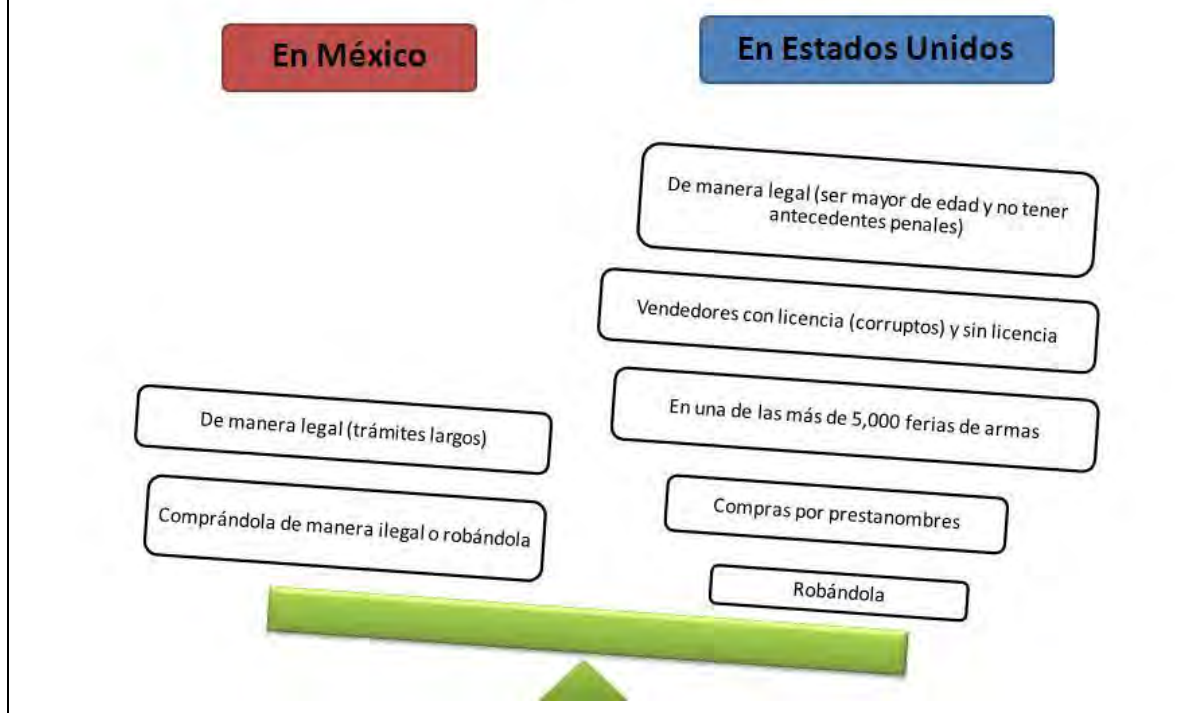 En México
De manera legal (trámites largos)
Comprándola de manera ilegal o robándola
En Estados Unidos
De manera legal (ser mayor de edad y no tener
antecedentes penales)
Vendedores con licencia (corruptos) y sin licencia
En una de las más de 5,000 ferias de armas
Compras por prestanombres
Robándola